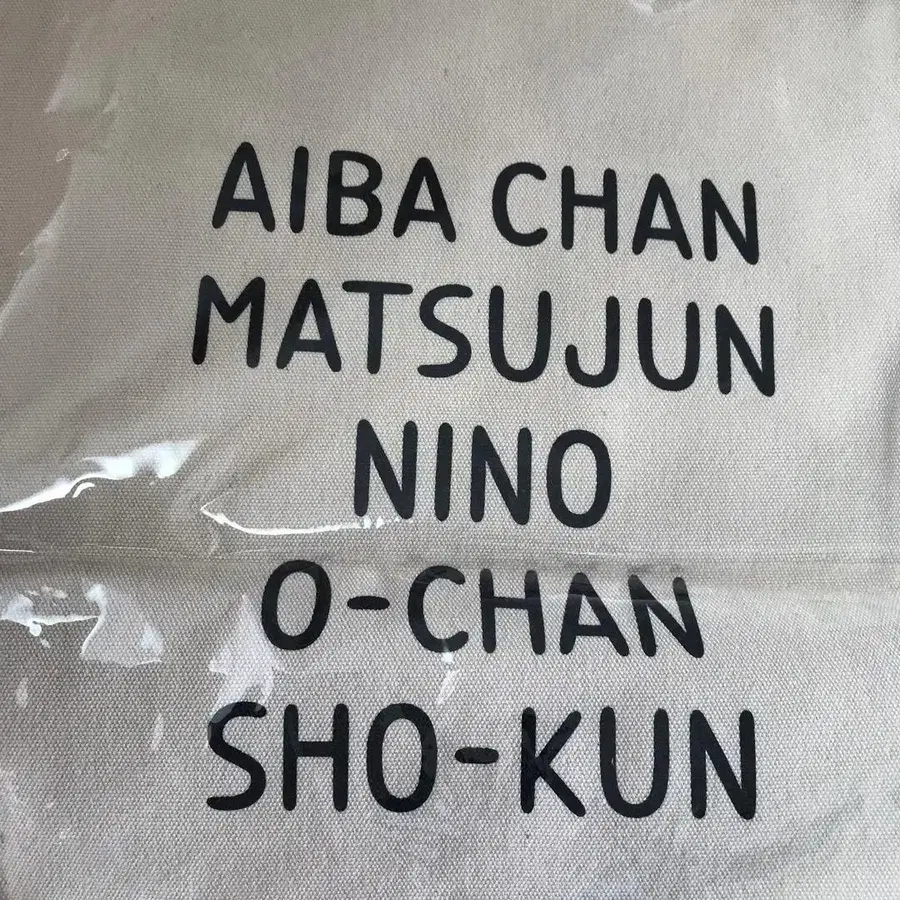 AIBA CHAN
MATSUJUN
NINO
O-CHAN
SHO-KUN